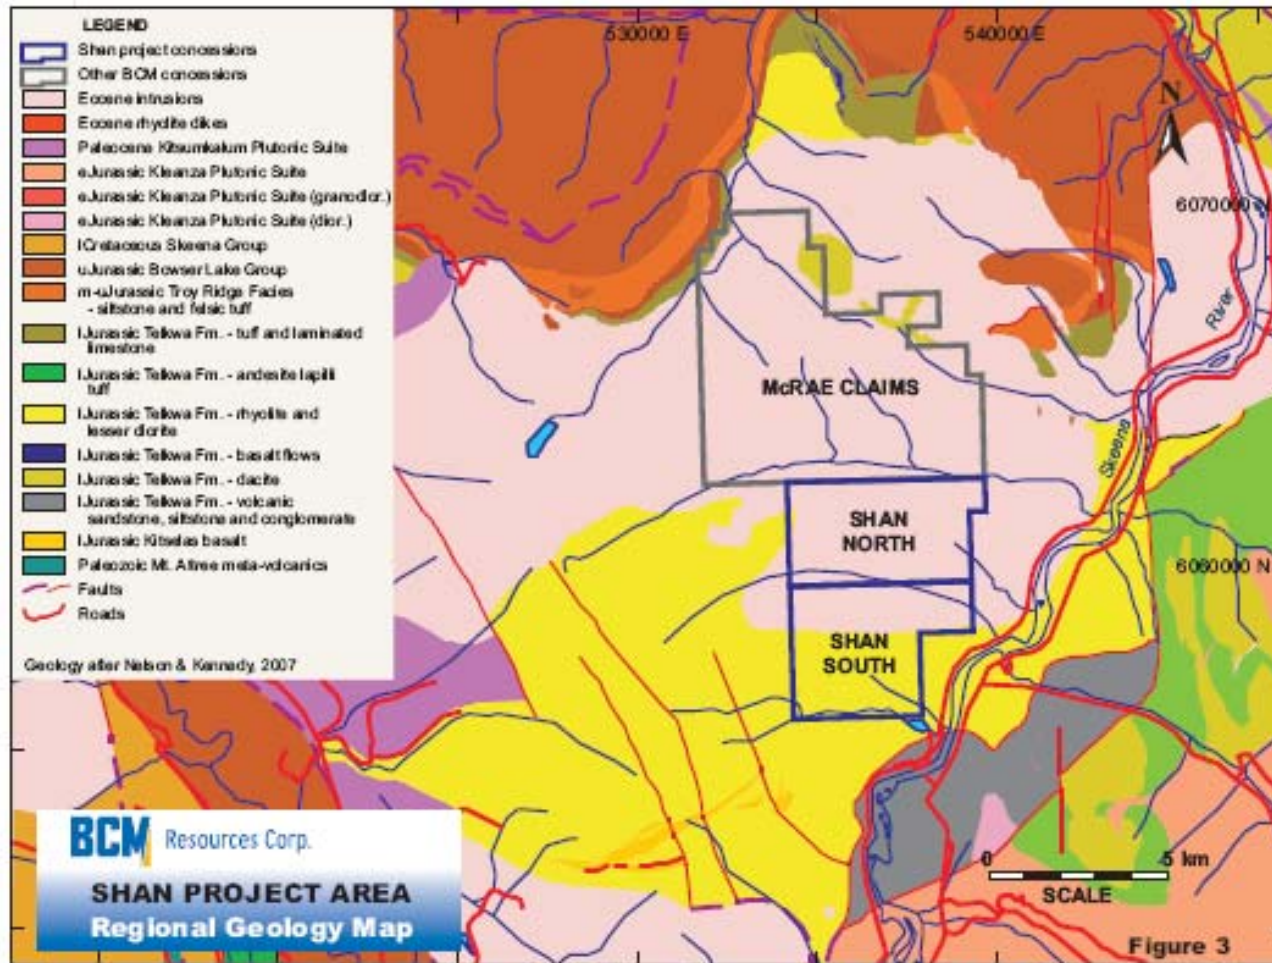 LEGEND
Shan project concessions
Other BCM concessions
Eocene intrusions
Eocene rhyolite dikes
Paleocene Kitsumkalum Plutonic Suite
eJurassic Kleanza Plutonic Suite
eJurassic Kleanza Plutonic Suite (granodior.)
eJurassic Kleanza Plutonic Suite (dior.)
lCretaceous Skeena Group
uJurassic Bowser Lake Group
m-uJurassic Troy Ridge Facies
- siltstone and felsic tuff
lJurassic Telkwa Fm. - tuff and laminated
limestone
lJurassic Telkwa Fm. - andesite lapilli
tuff
lJurassic Telkwa Fm. - rhyolite and
lesser diorite
lJurassic Telkwa Fm. - basalt flows
lJurassic Telkwa Fm. - dacite
lJurassic Telkwa Fm. - volcanic
sandstone, siltstone and conglomerate
lJurassic Kitselas basalt
Paleozoic Mt. Attree meta-volcanics
Faults
Roads
Geology after Nelson & Kennedy, 2007
530000 E
540000 E
N
6070000 N
River
McRAE CLAIMS
Skeena
SHAN
NORTH
6060000 N
SHAN
SOUTH
BCM Resources Corp.
SHAN PROJECT AREA
Regional Geology Map
0
5 km
SCALE
Figure 3